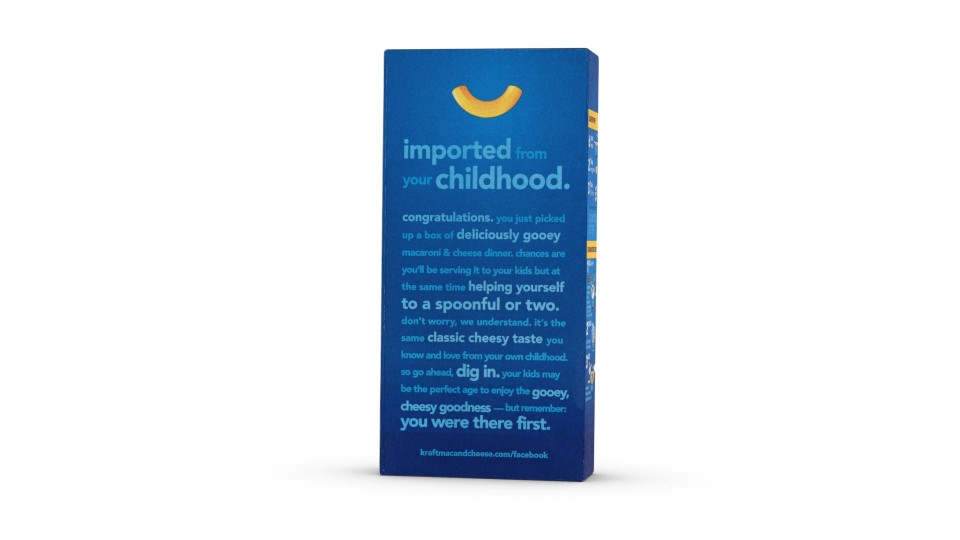 imported from
your childhood.
congratulations. you just picked
up a box of deliciously gooey
macaroni & cheese dinner. chances are
you'll be serving it to your kids but at
the same time helping yourself
to a spoonful or two.
don't worry, we understand. it's the
same classic cheesy taste you
know and love from your own childhood.
so go ahead, dig in. your kids may
be the perfect age to enjoy the gooey,
cheesy goodness — but remember:
you were there first.
kraftmacandcheese.com/facebook